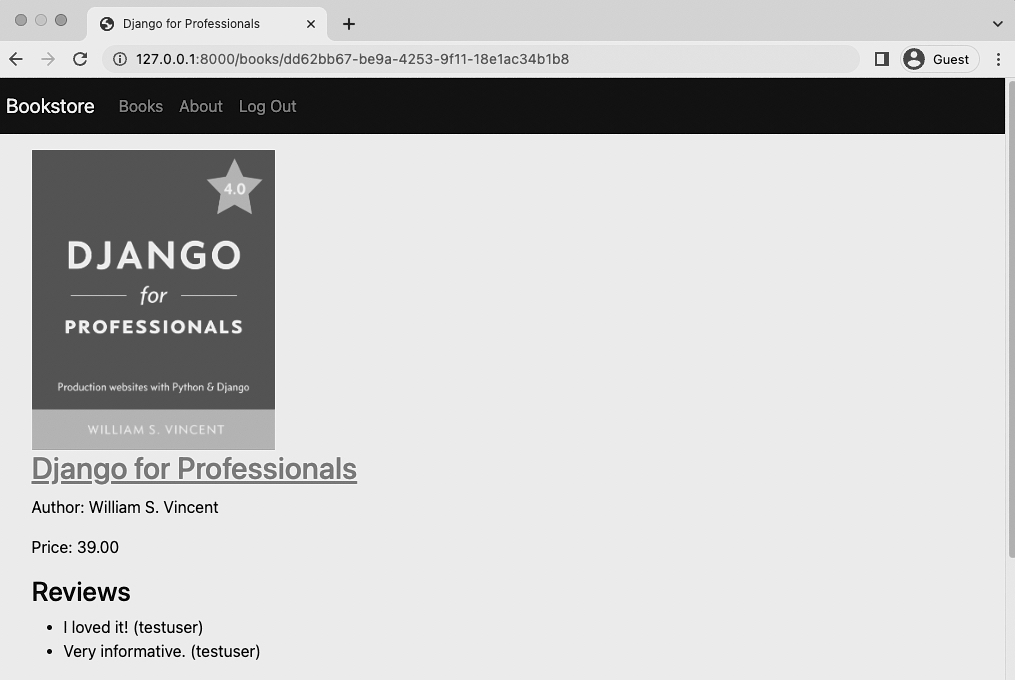 Django for Professionals
127.0.0.1:8000/books/dd62bb67-be9a-4253-9f11-18e1ac34b1b8
Guest
Bookstore Books About Log Out
4.0
DJANGO
for
PROFESSIONALS
Production websites with Python & Django
WILLIAM S. VINCENT
Django for Professionals
Author: William S. Vincent
Price: 39.00
Reviews
• I loved it! (testuser)
• Very informative. (testuser)